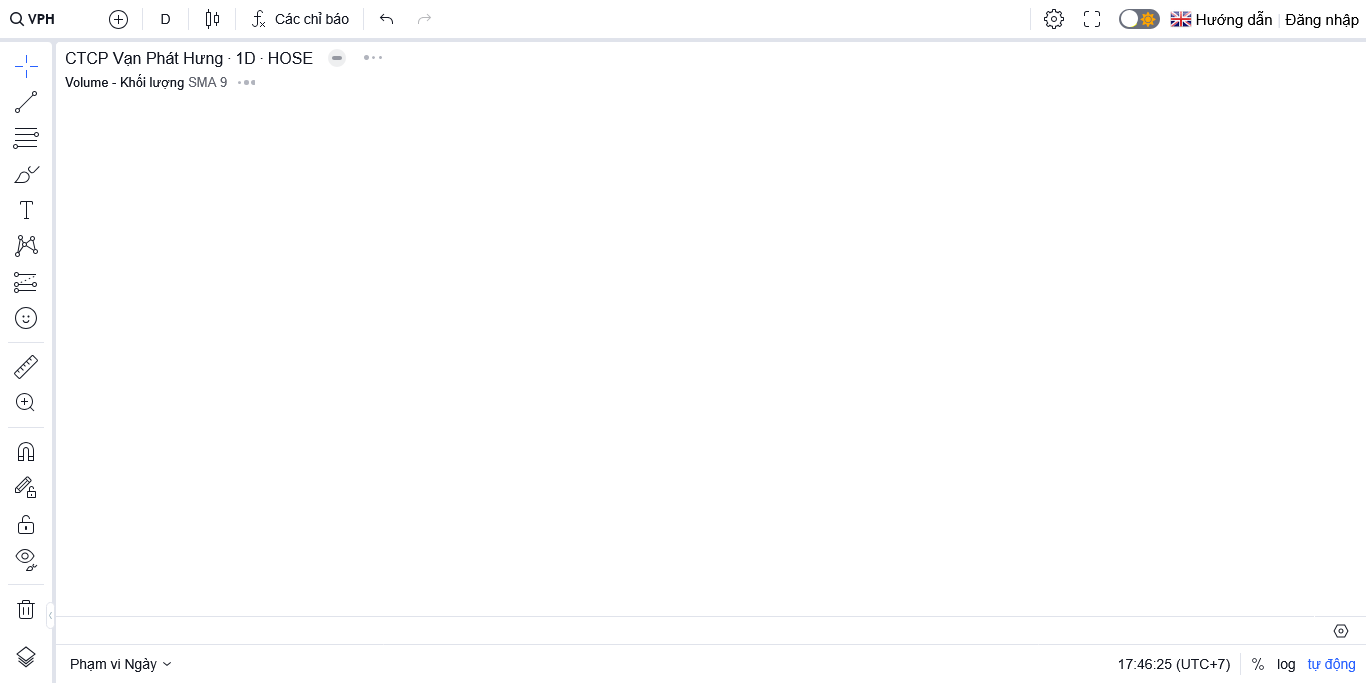 VPH D Các chỉ báo Hướng dẫn Đăng nhập
CTCP Vạn Phát Hưng · 1D · HOSE
Volume - Khối lượng SMA 9
Phạm vi Ngày 17:46:25 (UTC+7) % log tự động